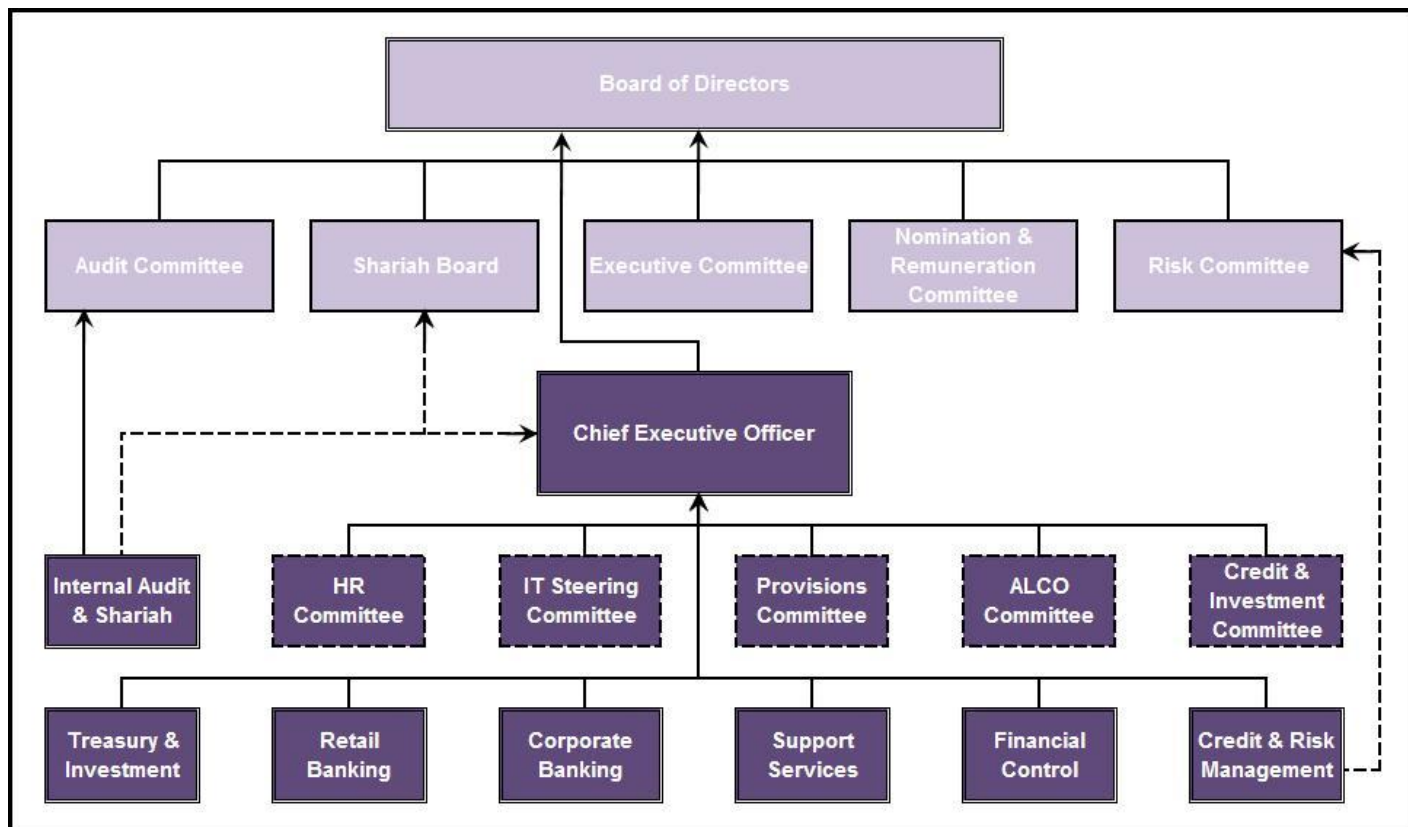 Board of Directors
Audit Committee
Shariah Board
Executive Committee
Nomination &
Remuneration
Committee
Risk Committee
Chief Executive Officer
Internal Audit
& Shariah
HR
Committee
IT Steering
Committee
Provisions
Committee
ALCO
Committee
Credit &
Investment
Committee
Treasury &
Investment
Retail
Banking
Corporate
Banking
Support
Services
Financial
Control
Credit & Risk
Management